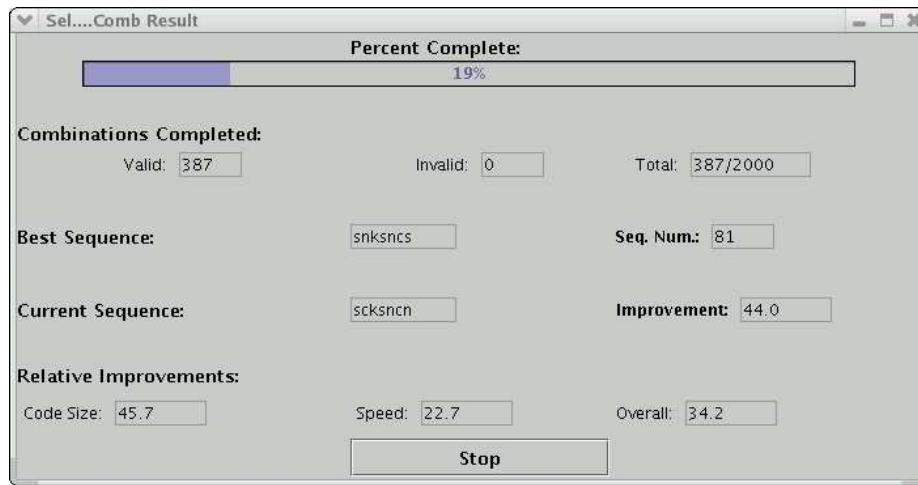 Sel....Comb Result
Percent Complete:
19%
Combinations Completed:
Valid: 387 Invalid: 0 Total: 387/2000
Best Sequence: snksncs Seq. Num.: 81
Current Sequence: scksncn Improvement: 44.0
Relative Improvements:
Code Size: 45.7 Speed: 22.7 Overall: 34.2
Stop